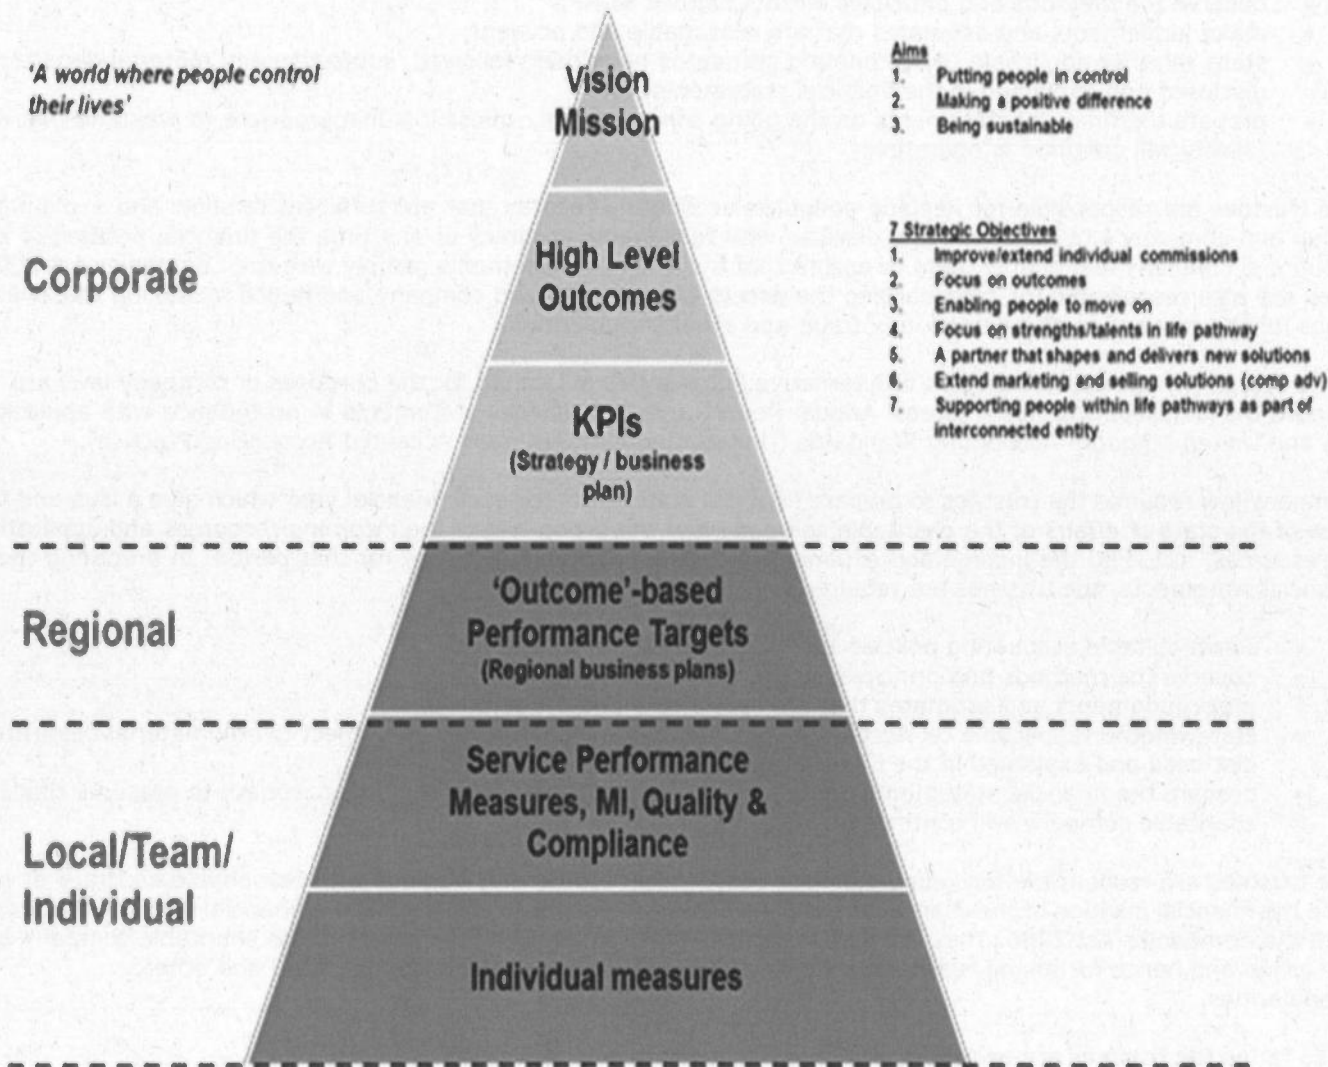 'A world where people control
their lives'
Vision
Mission
Aims
1. Putting people in control
2. Making a positive difference
3. Being sustainable
Corporate
High Level
Outcomes
7 Strategic Objectives
1. Improve/extend individual commissions
2. Focus on outcomes
3. Enabling people to move on
4. Focus on strengths/talents in life pathway
5. A partner that shapes and delivers new solutions
6. Extend marketing and selling solutions (comp adv)
7. Supporting people within life pathways as part of
interconnected entity
KPIs
(Strategy / business
plan)
Regional
'Outcome'-based
Performance Targets
(Regional business plans)
Local/Team/
Individual
Service Performance
Measures, MI, Quality &
Compliance
Individual measures